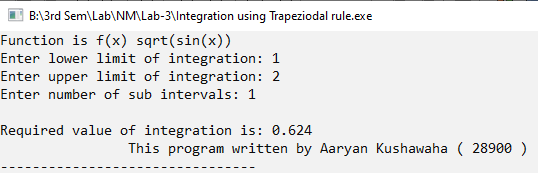 B:\3rd Sem\Lab\NM\Lab-3\Integration using Trapeziodal rule.exe
Function is f(x) sqrt(sin(x))
Enter lower limit of integration: 1
Enter upper limit of integration: 2
Enter number of sub intervals: 1
Required value of integration is: 0.624
This program written by Aaryan Kushawaha ( 28900 )
--------------------------------